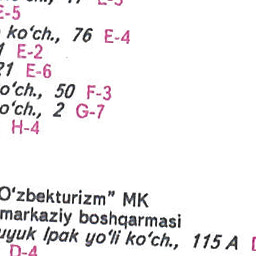 E-5
ko‘ch., 76 E-4
E-2
21 E-6
o‘ch., 50 F-3
o‘ch., 2 G-7
H-4
O‘zbekturizm” MK
markaziy boshqarmasi
uyuk Ipak yo‘li ko‘ch., 115 A
D-4